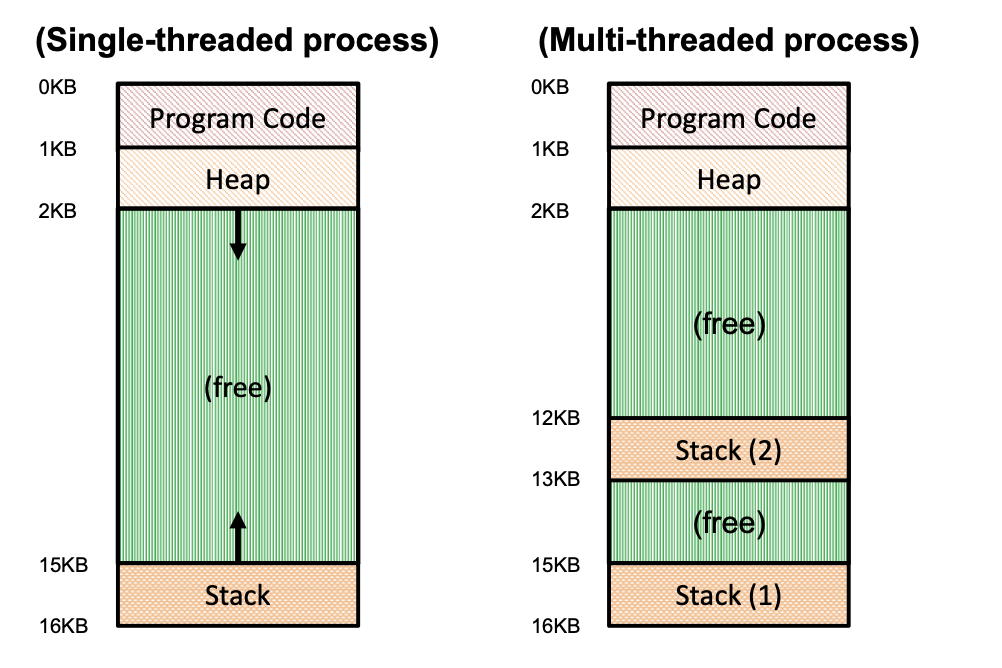 (Single-threaded process)
0KB
Program Code
1KB
Heap
2KB
(free)
15KB
Stack
16KB
(Multi-threaded process)
0KB
Program Code
1KB
Heap
2KB
(free)
12KB
Stack (2)
13KB
(free)
15KB
Stack (1)
16KB